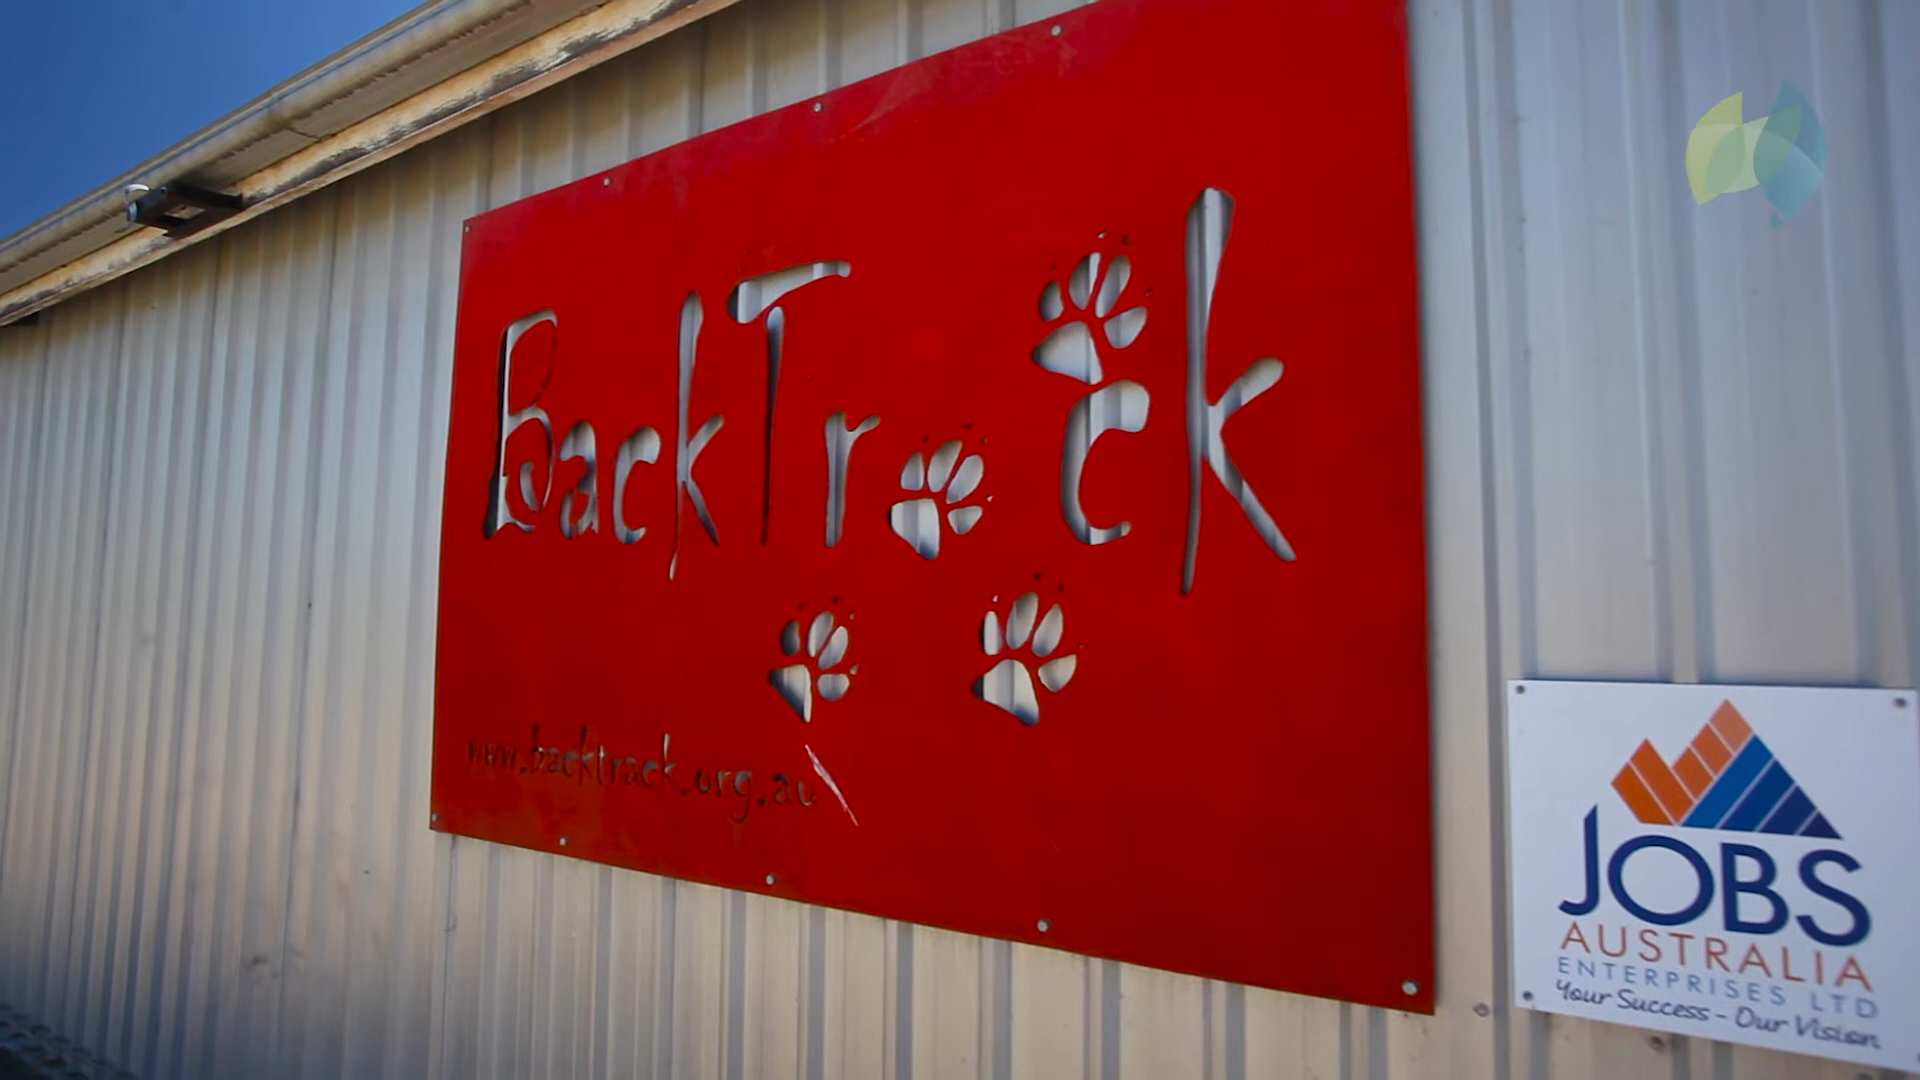 BackTrack
www.backtrack.org.au
JOBS
AUSTRALIA
ENTERPRISES LTD
Your Success - Our Vision